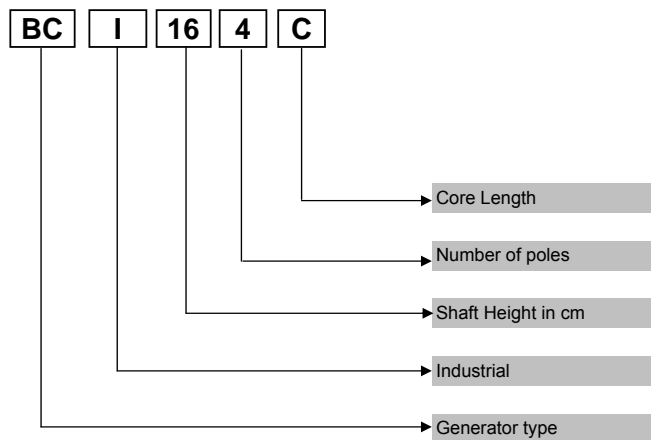 BC I 16 4 C
Core Length
Number of poles
Shaft Height in cm
Industrial
Generator type